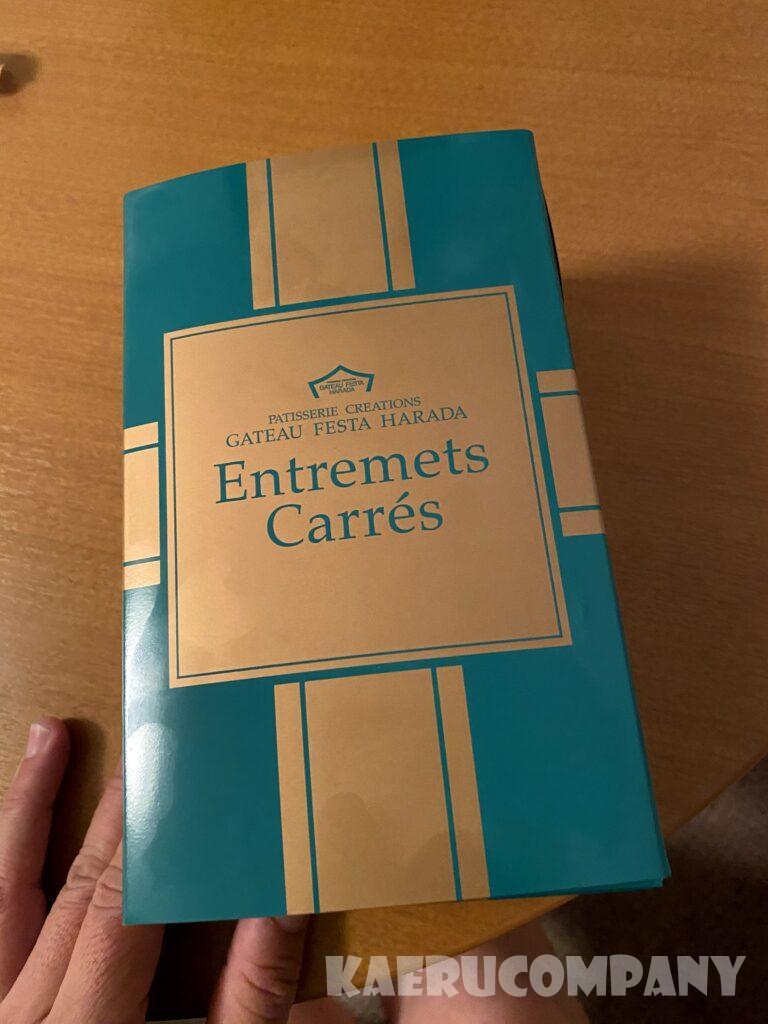 GATEAU FESTA
HARADA
PATISSERIE CREATIONS
GATEAU FESTA HARADA
Entremets
Carrés
KAERUCOMPANY